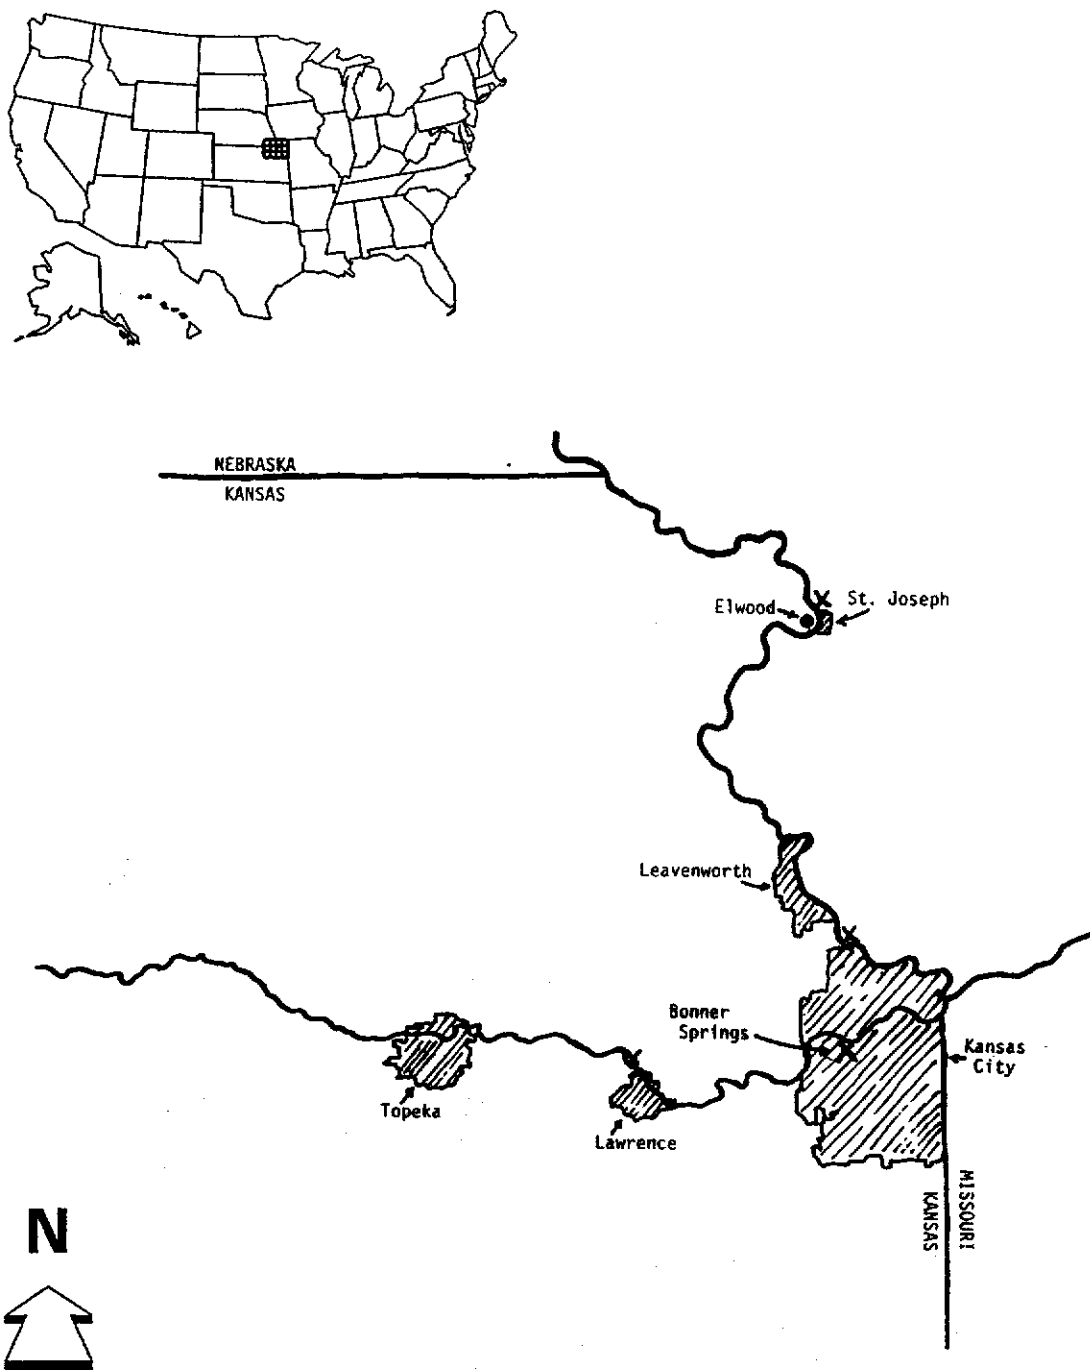 NEBRASKA
KANSAS
Elwood
St. Joseph
Leavenworth
Bonner
Springs
Kansas
City
Topeka
Lawrence
MISSOURI
KANSAS
N